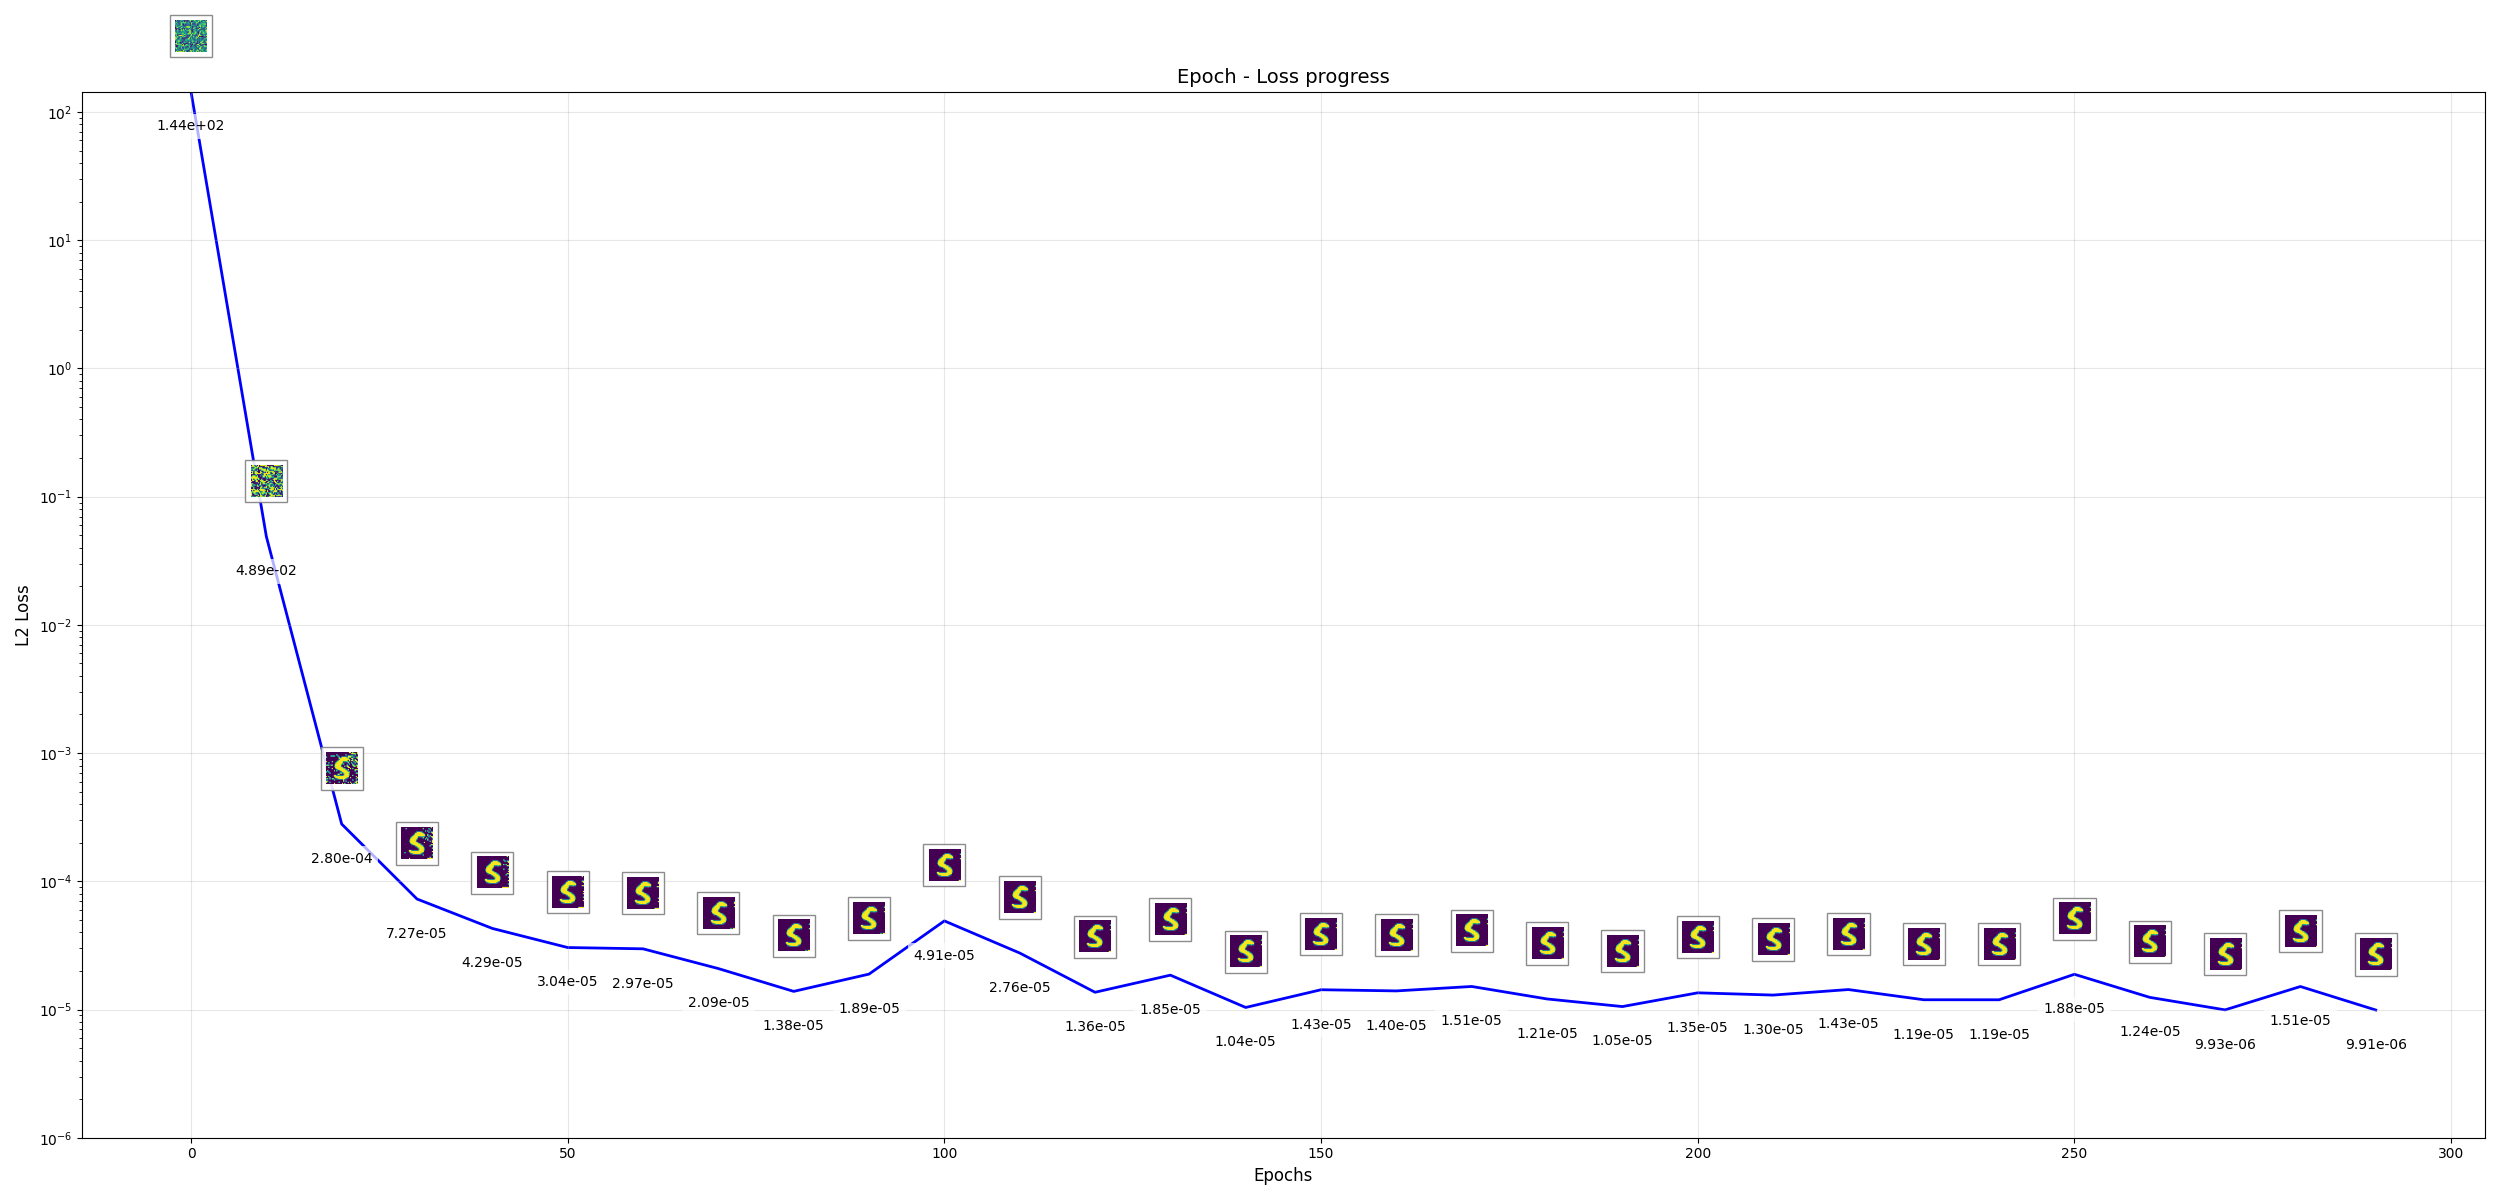 Epoch - Loss progress
L2 Loss
10²
10¹
10⁰
10⁻¹
10⁻²
10⁻³
10⁻⁴
10⁻⁵
10⁻⁶
1.44e+02
4.89e-02
2.80e-04
7.27e-05
4.29e-05
3.04e-05
2.97e-05
2.09e-05
1.38e-05
1.89e-05
4.91e-05
2.76e-05
1.36e-05
1.85e-05
1.04e-05
1.43e-05
1.40e-05
1.51e-05
1.21e-05
1.05e-05
1.35e-05
1.30e-05
1.43e-05
1.19e-05
1.19e-05
1.88e-05
1.24e-05
9.93e-06
1.51e-05
9.91e-06
0 50 100 150 200 250 300
Epochs